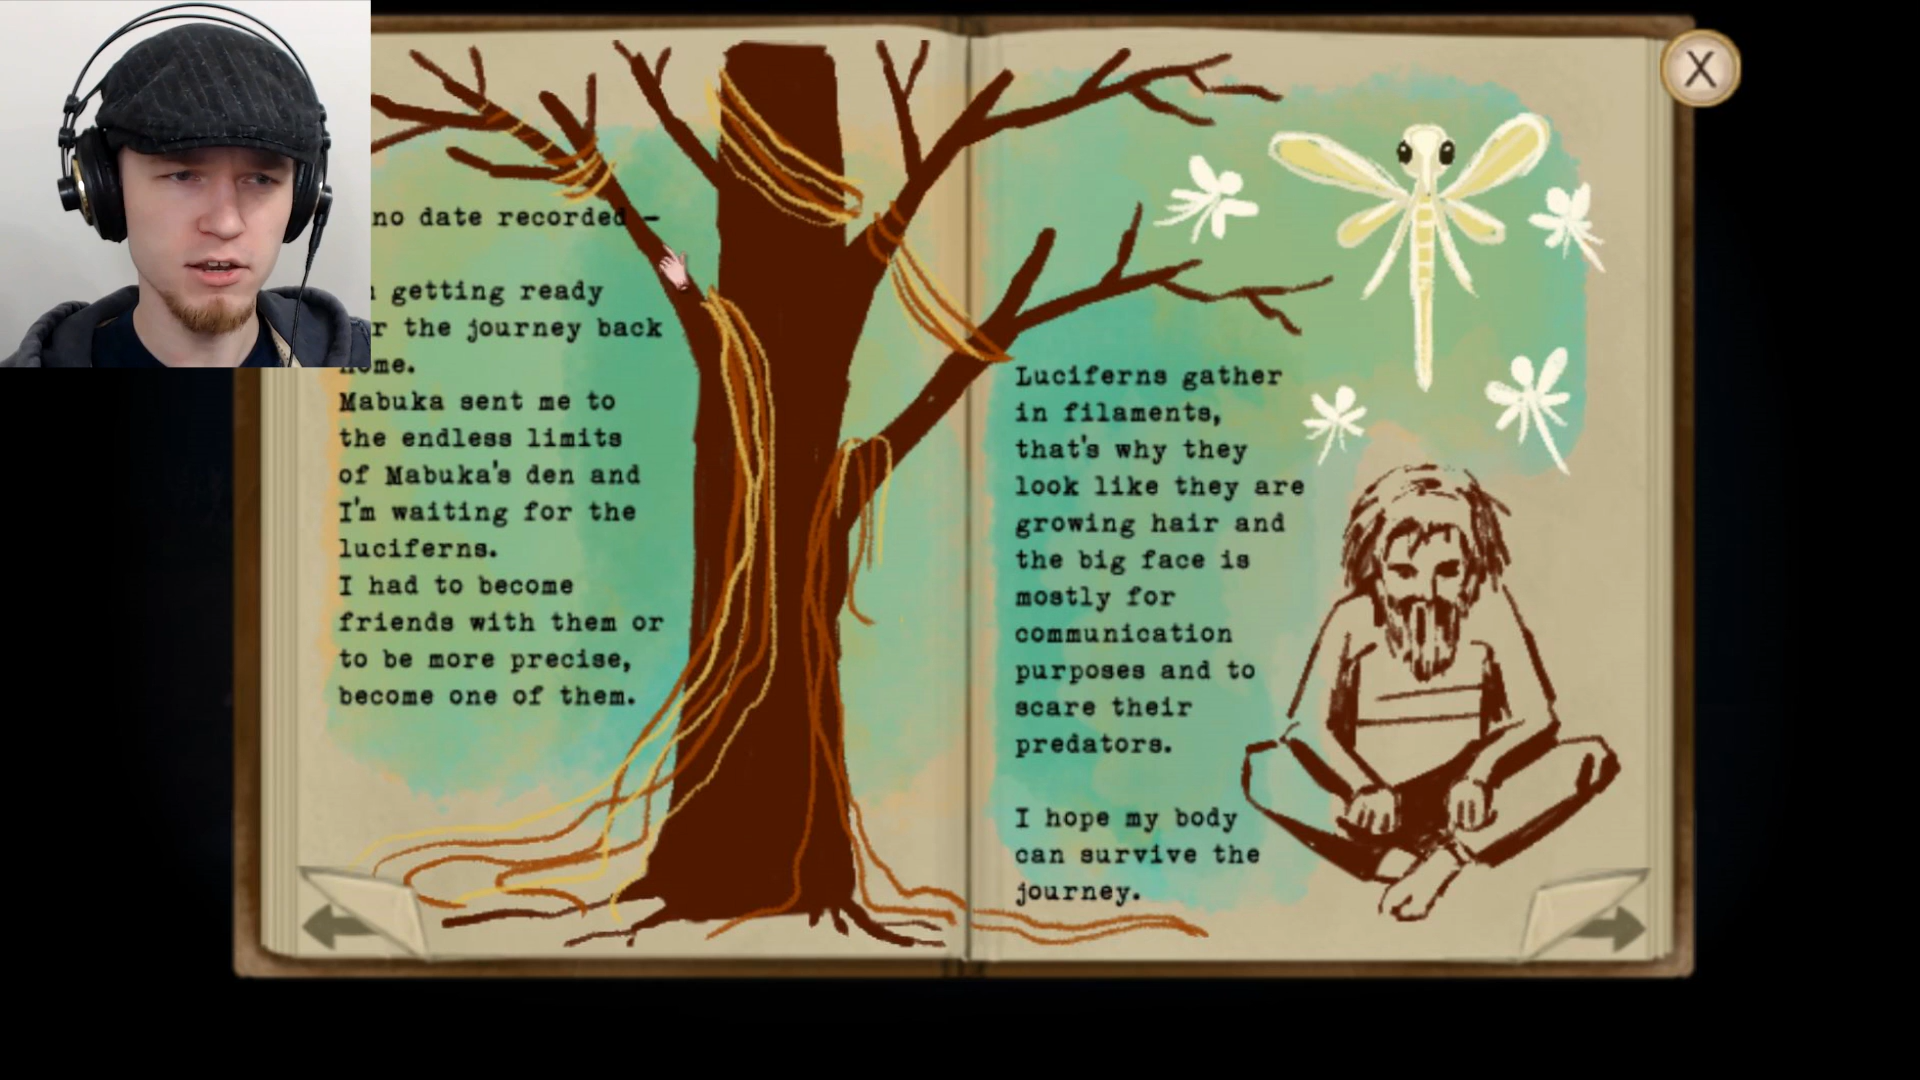 no date recorded -
getting ready
the journey back
Mabuka sent me to
the endless limits
of Mabuka's den and
I'm waiting for the
luciferns.
I had to become
friends with them or
to be more precise,
become one of them.
Luciferns gather
in filaments,
that's why they
look like they are
growing hair and
the big face is
mostly for
communication
purposes and to
scare their
predators.
I hope my body
can survive the
journey.
X